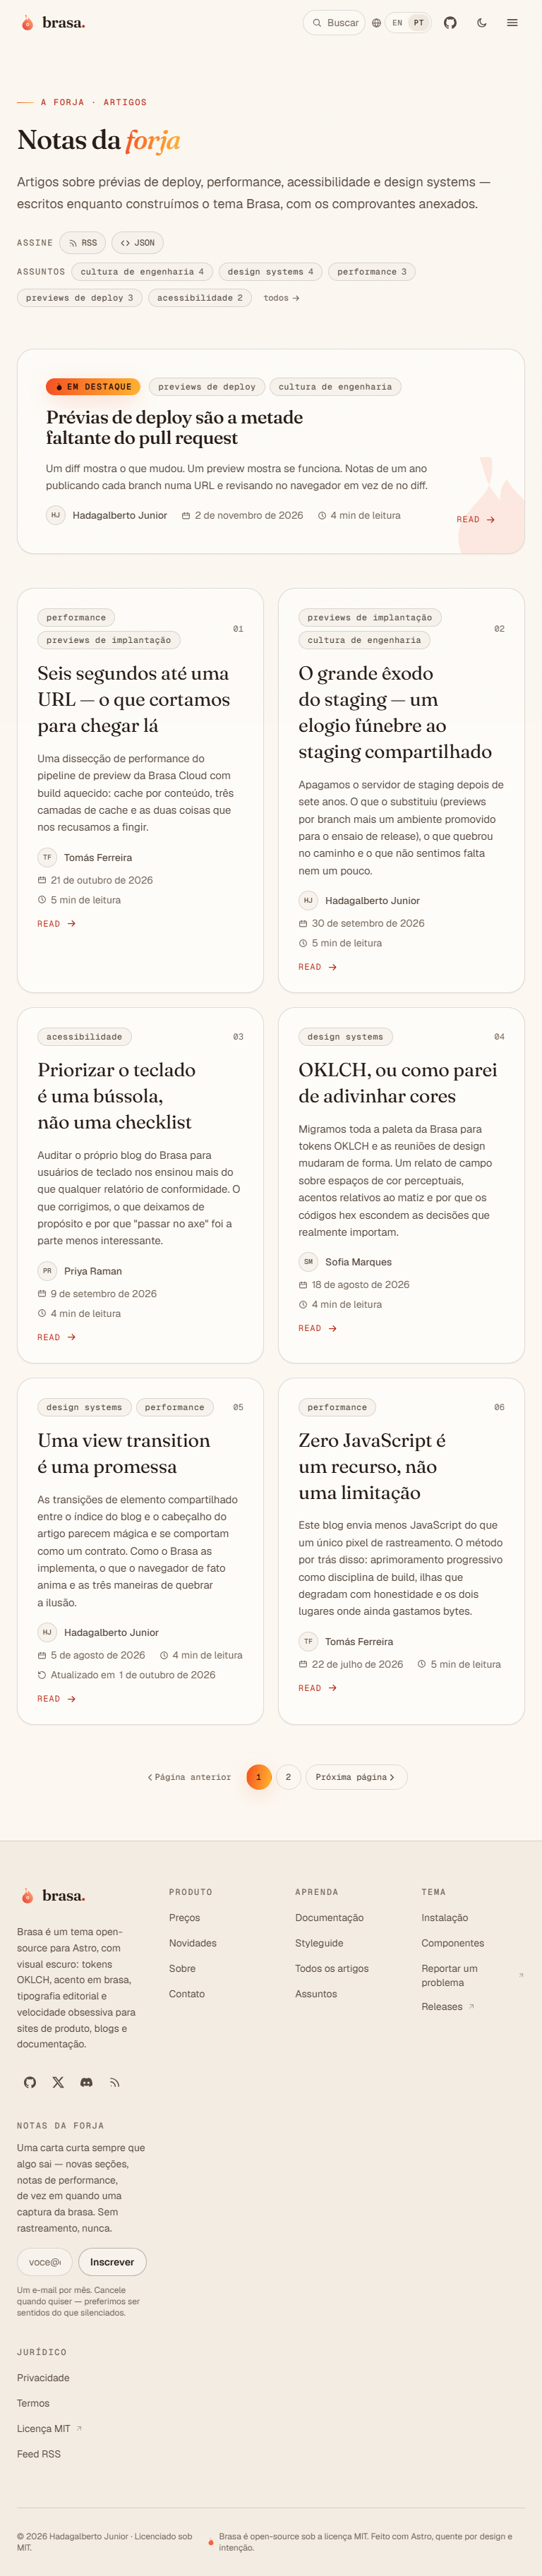 brasa.
Buscar
EN PT
A FORJA · ARTIGOS
Notas da forja
Artigos sobre prévias de deploy, performance, acessibilidade e design systems —
escritos enquanto construímos o tema Brasa, com os comprovantes anexados.
ASSINE RSS JSON
ASSUNTOS cultura de engenharia 4 design systems 4 performance 3
previews de deploy 3 acessibilidade 2 todos →
EM DESTAQUE previews de deploy cultura de engenharia
Prévias de deploy são a metade
faltante do pull request
Um diff mostra o que mudou. Um preview mostra se funciona. Notas de um ano
publicando cada branch numa URL e revisando no navegador em vez de no diff.
HJ Hadagalberto Junior 2 de novembro de 2026 4 min de leitura
READ →
performance
previews de implantação
01
Seis segundos até uma
URL — o que cortamos
para chegar lá
Uma dissecção de performance do
pipeline de preview da Brasa Cloud com
build aquecido: cache por conteúdo, três
camadas de cache e as duas coisas que
nos recusamos a fingir.
TF Tomás Ferreira
21 de outubro de 2026
5 min de leitura
READ →
previews de implantação
cultura de engenharia
02
O grande êxodo
do staging — um
elogio fúnebre ao
staging compartilhado
Apagamos o servidor de staging depois de
sete anos. O que o substituiu (previews
por branch mais um ambiente promovido
para o ensaio de release), o que quebrou
no caminho e o que não sentimos falta
nem um pouco.
HJ Hadagalberto Junior
30 de setembro de 2026
5 min de leitura
READ →
acessibilidade
03
Priorizar o teclado
é uma bússola,
não uma checklist
Auditar o próprio blog do Brasa para
usuários de teclado nos ensinou mais do
que qualquer relatório de conformidade. O
que corrigimos, o que deixamos de
propósito e por que "passar no axe" foi a
parte menos interessante.
PR Priya Raman
9 de setembro de 2026
4 min de leitura
READ →
design systems
04
OKLCH, ou como parei
de adivinhar cores
Migramos toda a paleta da Brasa para
tokens OKLCH e as reuniões de design
mudaram de forma. Um relato de campo
sobre espaços de cor perceptuais,
acentos relativos ao matiz e por que os
códigos hex escondem as decisões que
realmente importam.
SM Sofia Marques
18 de agosto de 2026
4 min de leitura
READ →
design systems performance
05
Uma view transition
é uma promessa
As transições de elemento compartilhado
entre o índice do blog e o cabeçalho do
artigo parecem mágica e se comportam
como um contrato. Como o Brasa as
implementa, o que o navegador de fato
anima e as três maneiras de quebrar
a ilusão.
HJ Hadagalberto Junior
5 de agosto de 2026 4 min de leitura
Atualizado em 1 de outubro de 2026
READ →
performance
06
Zero JavaScript é
um recurso, não
uma limitação
Este blog envia menos JavaScript do que
um único pixel de rastreamento. O método
por trás disso: aprimoramento progressivo
como disciplina de build, ilhas que
degradam com honestidade e os dois
lugares onde ainda gastamos bytes.
TF Tomás Ferreira
22 de julho de 2026 5 min de leitura
READ →
Página anterior 1 2 Próxima página
brasa.
Brasa é um tema open-
source para Astro, com
visual escuro: tokens
OKLCH, acento em brasa,
tipografia editorial e
velocidade obsessiva para
sites de produto, blogs e
documentação.
PRODUTO
Preços
Novidades
Sobre
Contato
APRENDA
Documentação
Styleguide
Todos os artigos
Assuntos
TEMA
Instalação
Componentes
Reportar um
problema
Releases
NOTAS DA FORJA
Uma carta curta sempre que
algo sai — novas seções,
notas de performance,
de vez em quando uma
captura da brasa. Sem
rastreamento, nunca.
voce@
Inscrever
Um e-mail por mês. Cancele
quando quiser — preferimos ser
sentidos do que silenciados.
JURÍDICO
Privacidade
Termos
Licença MIT
Feed RSS
© 2026 Hadagalberto Junior · Licenciado sob
MIT.
Brasa é open-source sob a licença MIT. Feito com Astro, quente por design e
intenção.